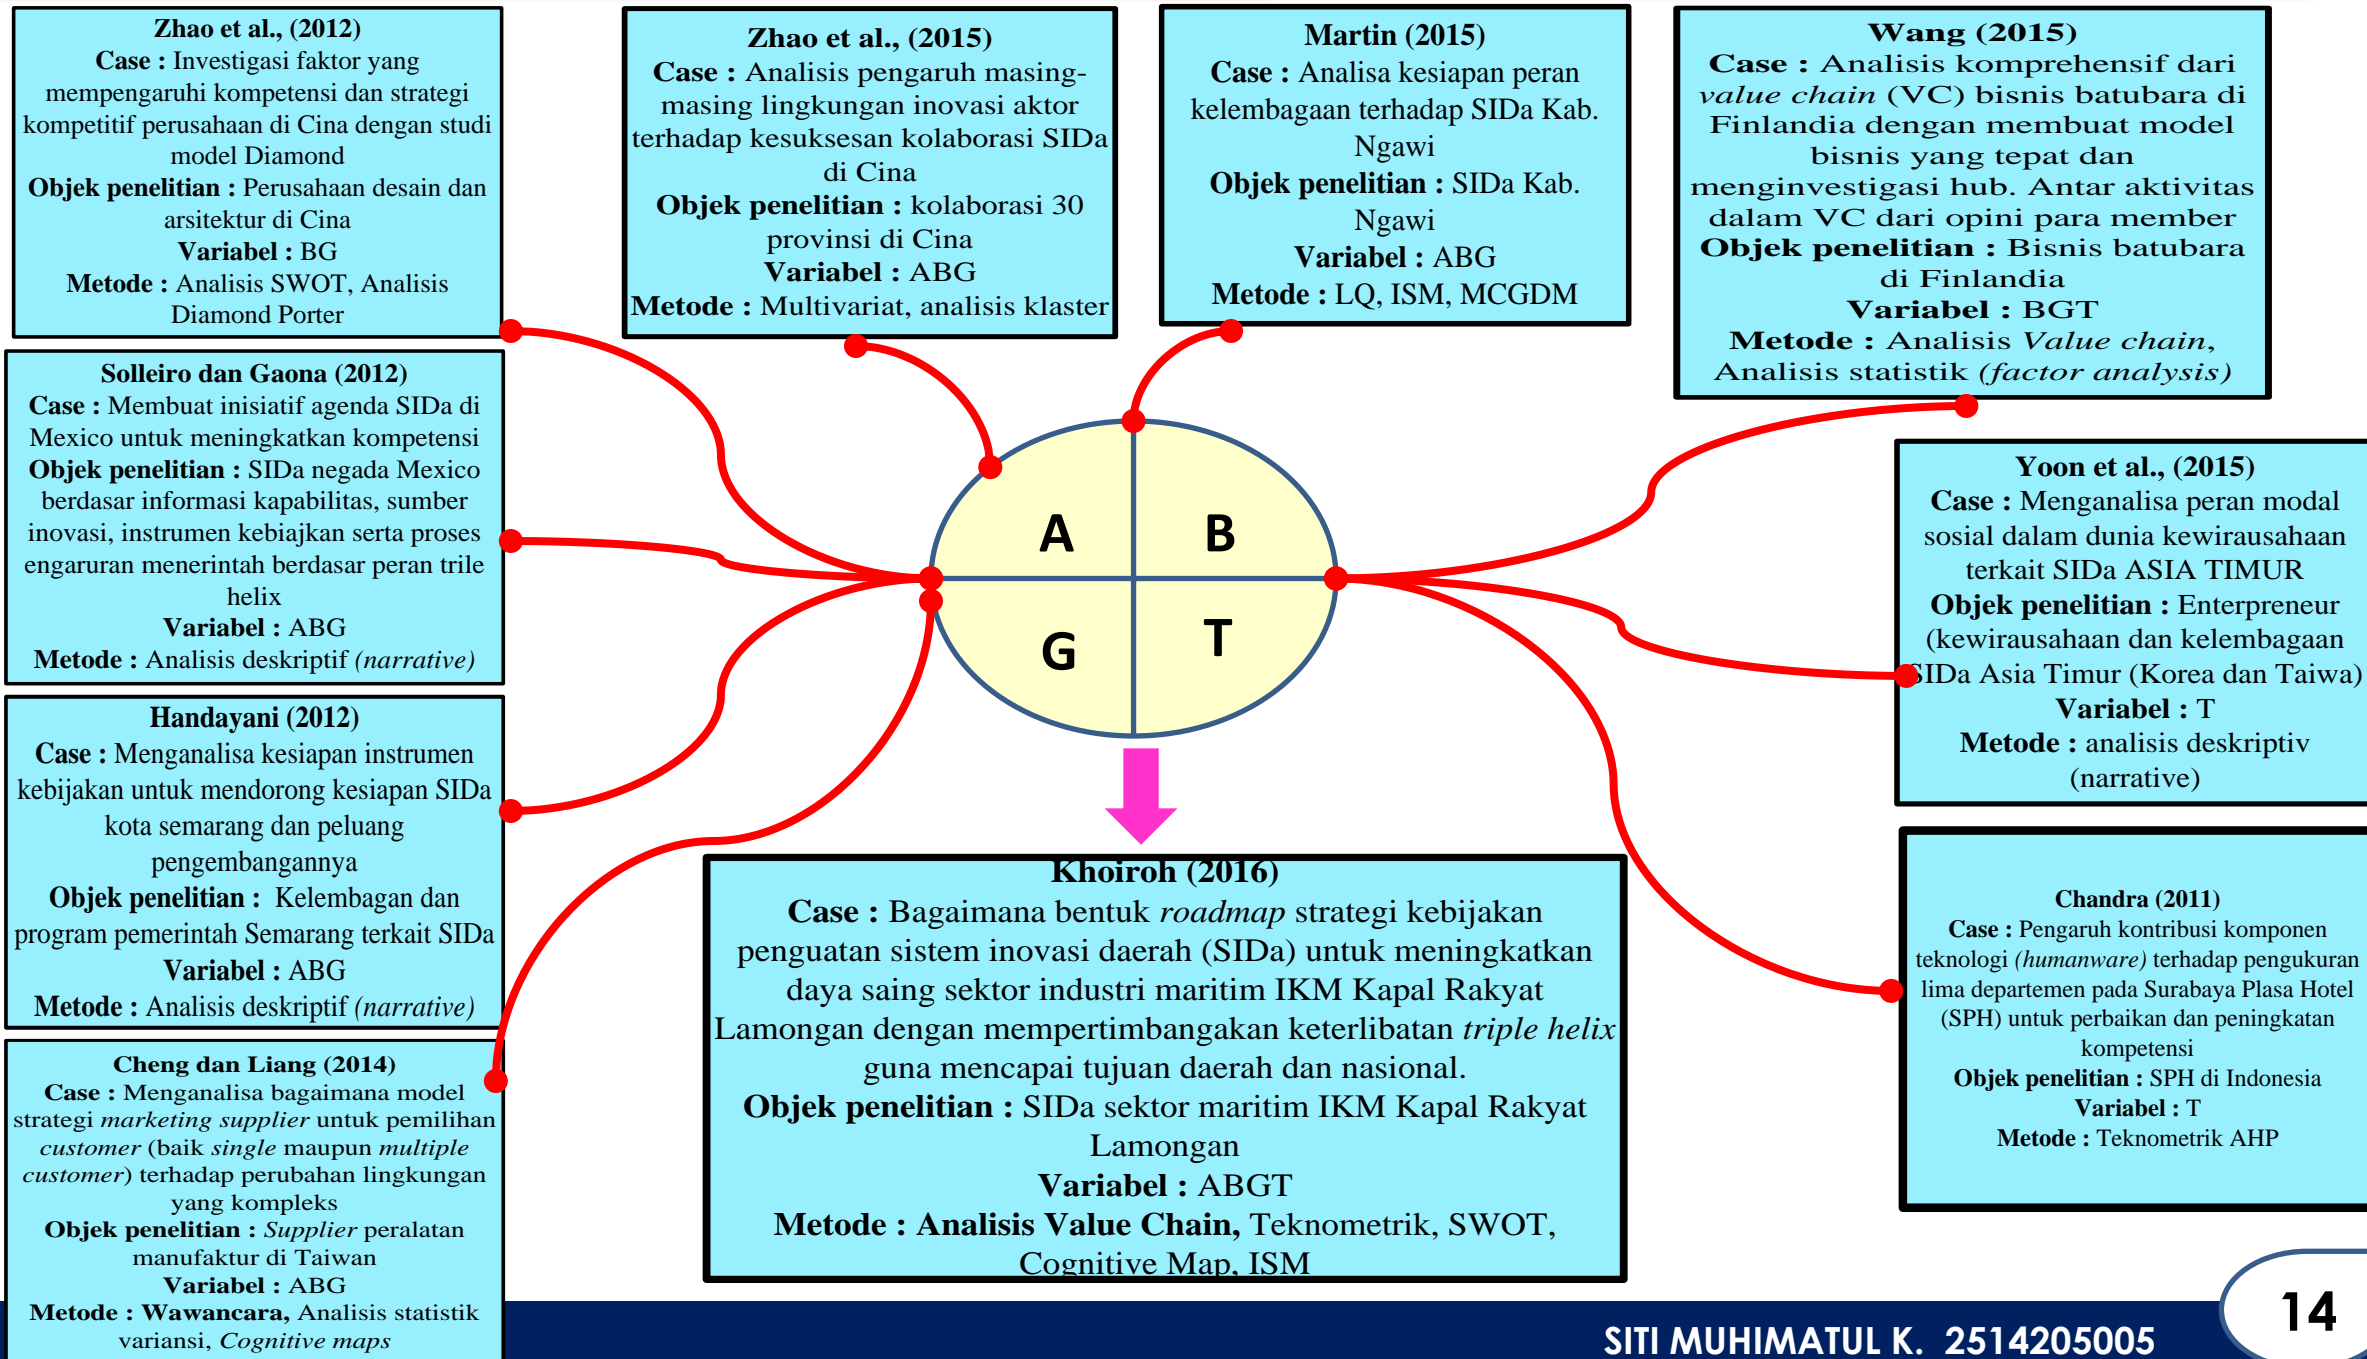 Zhao et al., (2012)
Case : Investigasi faktor yang
mempengaruhi kompetensi dan strategi
kompetitif perusahaan di Cina dengan studi
model Diamond
Objek penelitian : Perusahaan desain dan
arsitektur di Cina
Variabel : BG
Metode : Analisis SWOT, Analisis
Diamond Porter
Zhao et al., (2015)
Case : Analisis pengaruh masing-
masing lingkungan inovasi aktor
terhadap kesuksesan kolaborasi SIDa
di Cina
Objek penelitian : kolaborasi 30
provinsi di Cina
Variabel : ABG
Metode : Multivariat, analisis klaster
Martin (2015)
Case : Analisa kesiapan peran
kelembagaan terhadap SIDa Kab.
Ngawi
Objek penelitian : SIDa Kab.
Ngawi
Variabel : ABG
Metode : LQ, ISM, MCGDM
Wang (2015)
Case : Analisis komprehensif dari
value chain (VC) bisnis batubara di
Finlandia dengan membuat model
bisnis yang tepat dan
menginvestigasi hub. Antar aktivitas
dalam VC dari opini para member
Objek penelitian : Bisnis batubara
di Finlandia
Variabel : BGT
Metode : Analisis Value chain,
Analisis statistik (factor analysis)
Solleiro dan Gaona (2012)
Case : Membuat inisiatif agenda SIDa di
Mexico untuk meningkatkan kompetensi
Objek penelitian : SIDa negada Mexico
berdasar informasi kapabilitas, sumber
inovasi, instrumen kebiajkan serta proses
engaruran menerintah berdasar peran trile
helix
Variabel : ABG
Metode : Analisis deskriptif (narrative)
A
B
G
T
Yoon et al., (2015)
Case : Menganalisa peran modal
sosial dalam dunia kewirausahaan
terkait SIDa ASIA TIMUR
Objek penelitian : Enterpreneur
(kewirausahaan dan kelembagaan
SIDa Asia Timur (Korea dan Taiwa)
Variabel : T
Metode : analisis deskriptiv
(narrative)
Handayani (2012)
Case : Menganalisa kesiapan instrumen
kebijakan untuk mendorong kesiapan SIDa
kota semarang dan peluang
pengembangannya
Objek penelitian : Kelembagan dan
program pemerintah Semarang terkait SIDa
Variabel : ABG
Metode : Analisis deskriptif (narrative)
Khoiroh (2016)
Case : Bagaimana bentuk roadmap strategi kebijakan
penguatan sistem inovasi daerah (SIDa) untuk meningkatkan
daya saing sektor industri maritim IKM Kapal Rakyat
Lamongan dengan mempertimbangakan keterlibatan triple helix
guna mencapai tujuan daerah dan nasional.
Objek penelitian : SIDa sektor maritim IKM Kapal Rakyat
Lamongan
Variabel : ABGT
Metode : Analisis Value Chain, Teknometrik, SWOT,
Cognitive Map, ISM
Chandra (2011)
Case : Pengaruh kontribusi komponen
teknologi (humanware) terhadap pengukuran
lima departemen pada Surabaya Plasa Hotel
(SPH) untuk perbaikan dan peningkatan
kompetensi
Objek penelitian : SPH di Indonesia
Variabel : T
Metode : Teknometrik AHP
Cheng dan Liang (2014)
Case : Menganalisa bagaimana model
strategi marketing supplier untuk pemilihan
customer (baik single maupun multiple
customer) terhadap perubahan lingkungan
yang kompleks
Objek penelitian : Supplier peralatan
manufaktur di Taiwan
Variabel : ABG
Metode : Wawancara, Analisis statistik
variansi, Cognitive maps
SITI MUHIMATUL K. 2514205005
14